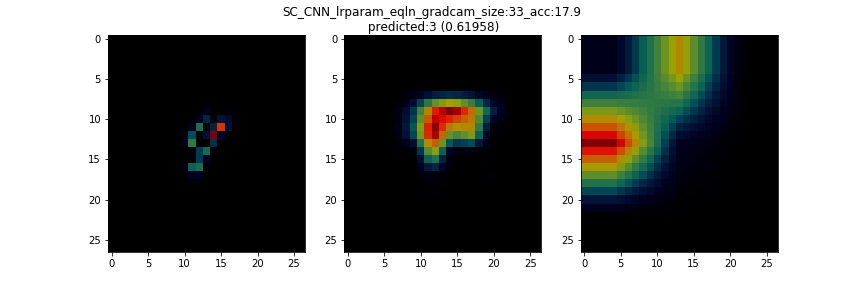 SC_CNN_lrparam_eqln_gradcam_size:33_acc:17.9
predicted:3 (0.61958)
0 0 0
5 5 5
10 10 10
15 15 15
20 20 20
25 25 25
0 5 10 15 20 25 0 5 10 15 20 25 0 5 10 15 20 25